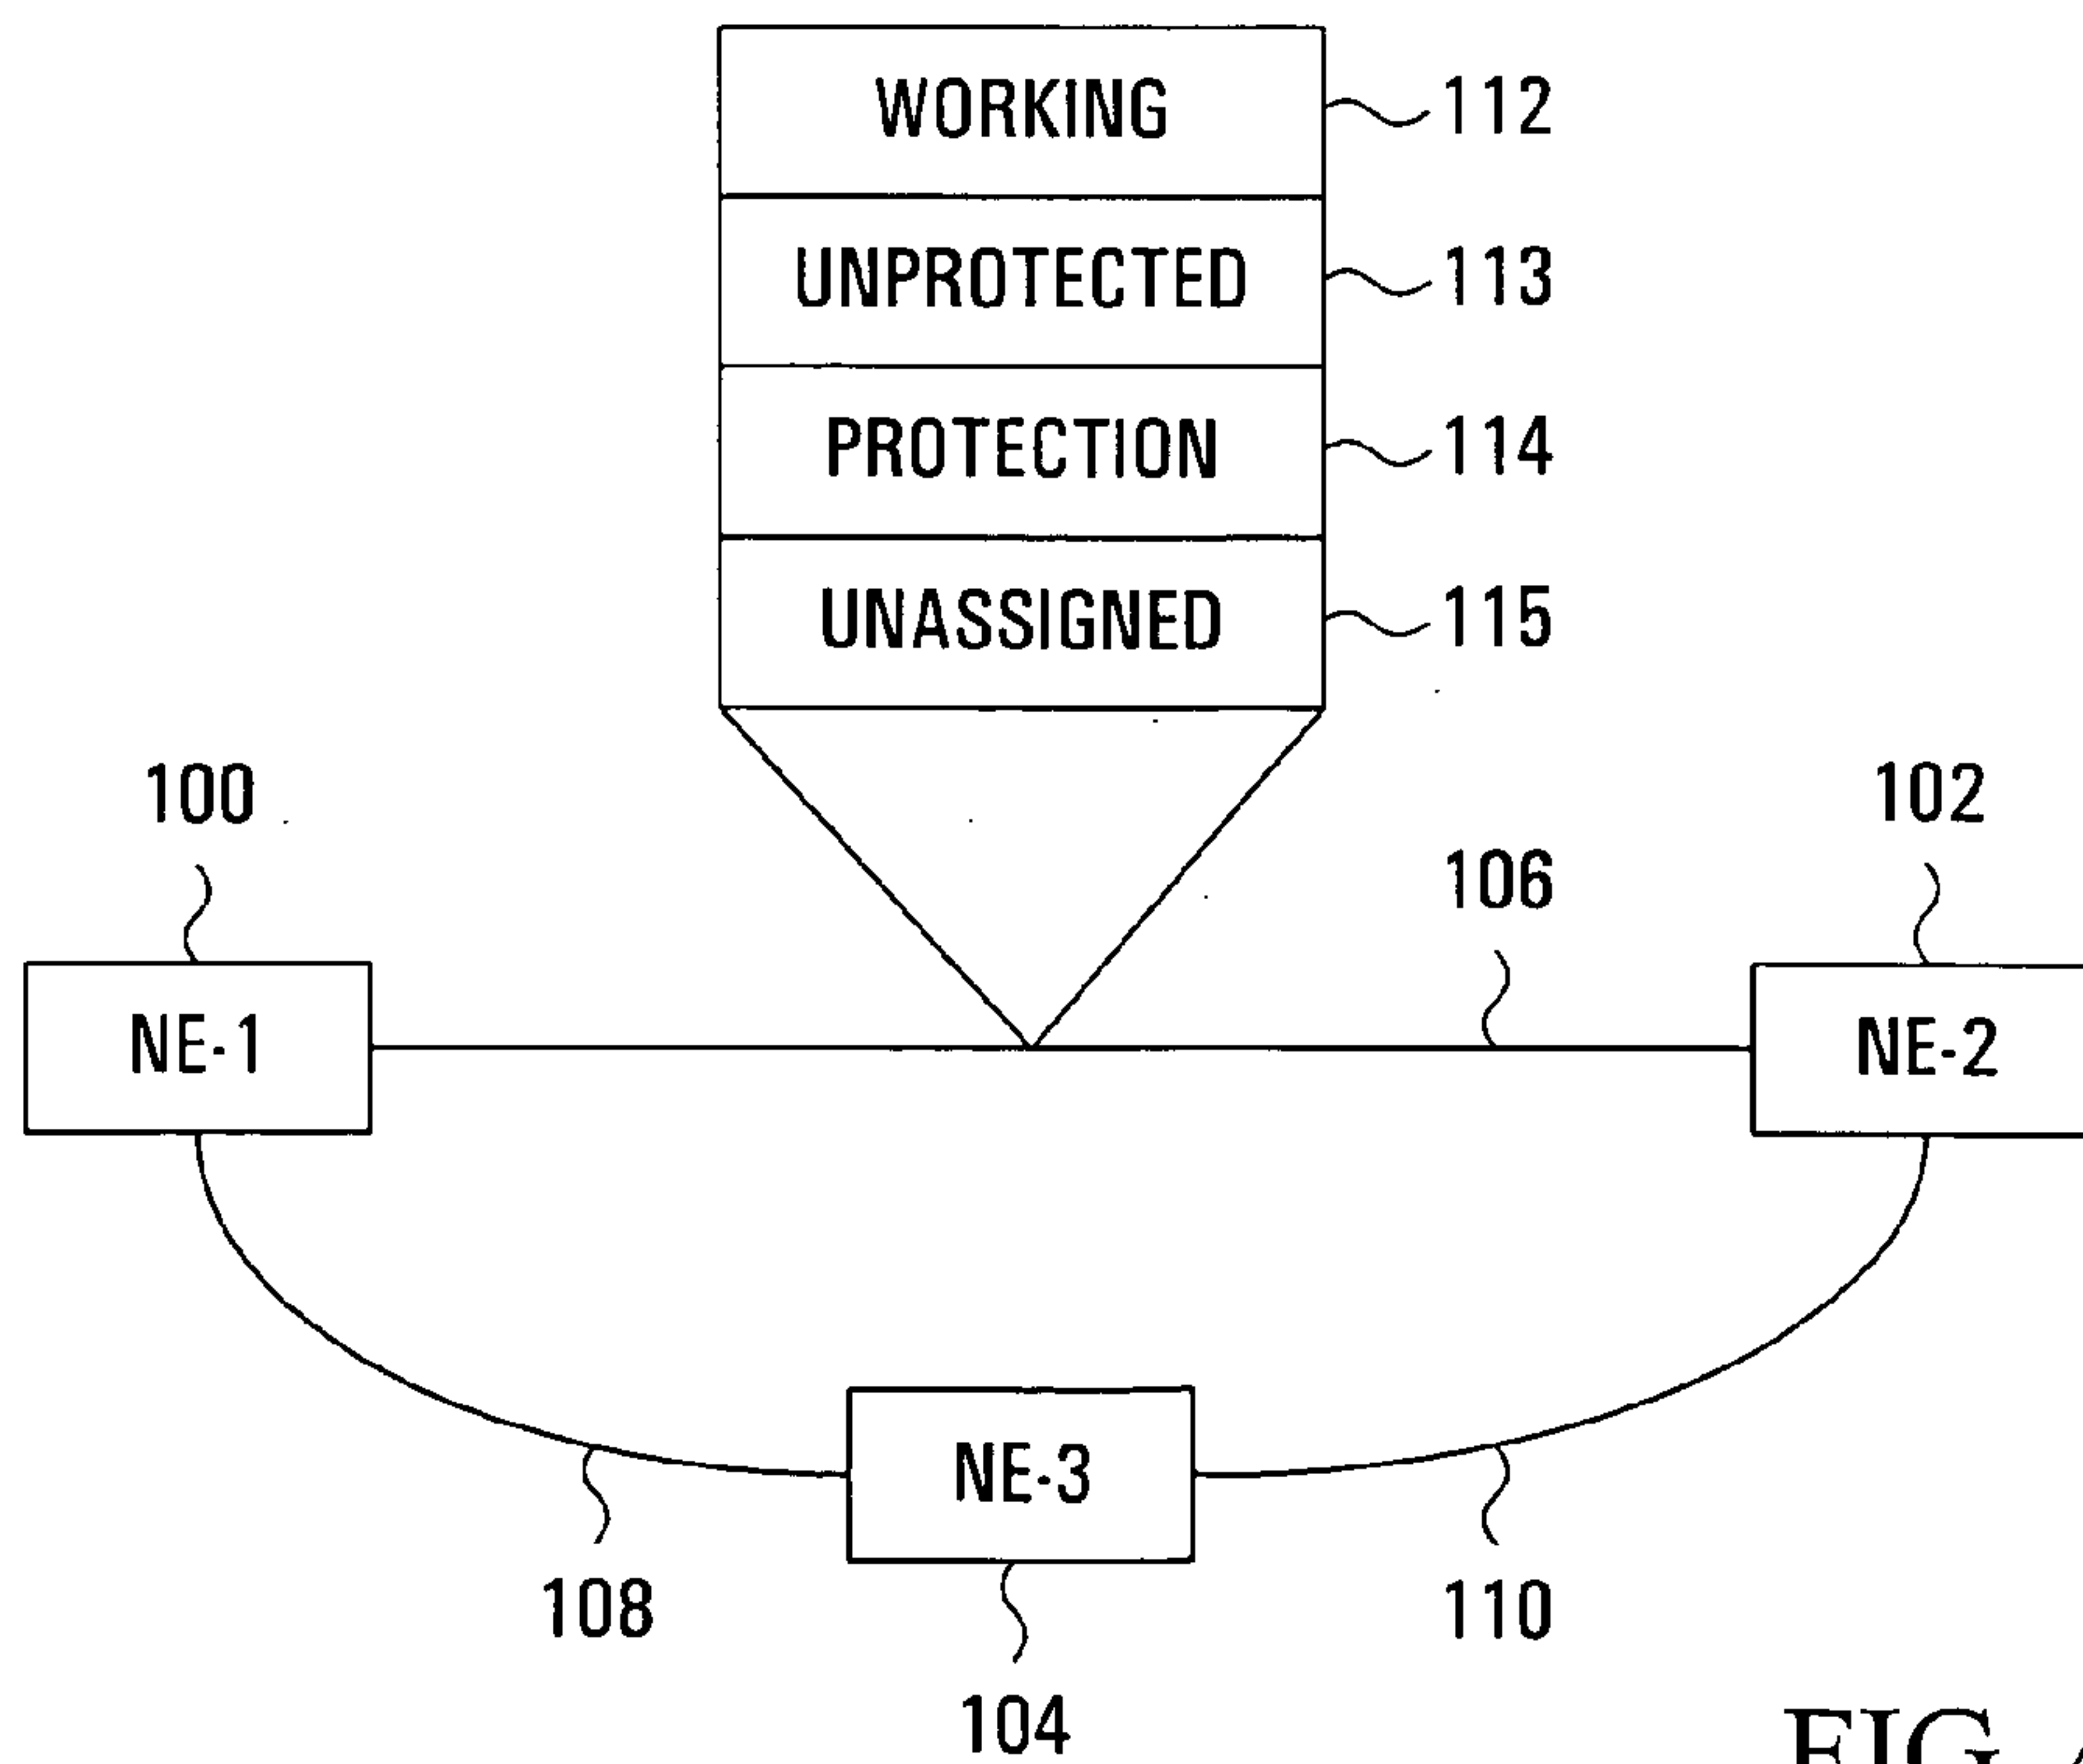 WORKING 112
UNPROTECTED 113
PROTECTION 114
UNASSIGNED 115
100
102
106
NE-1
NE-2
NE-3
108
110
104
FIG